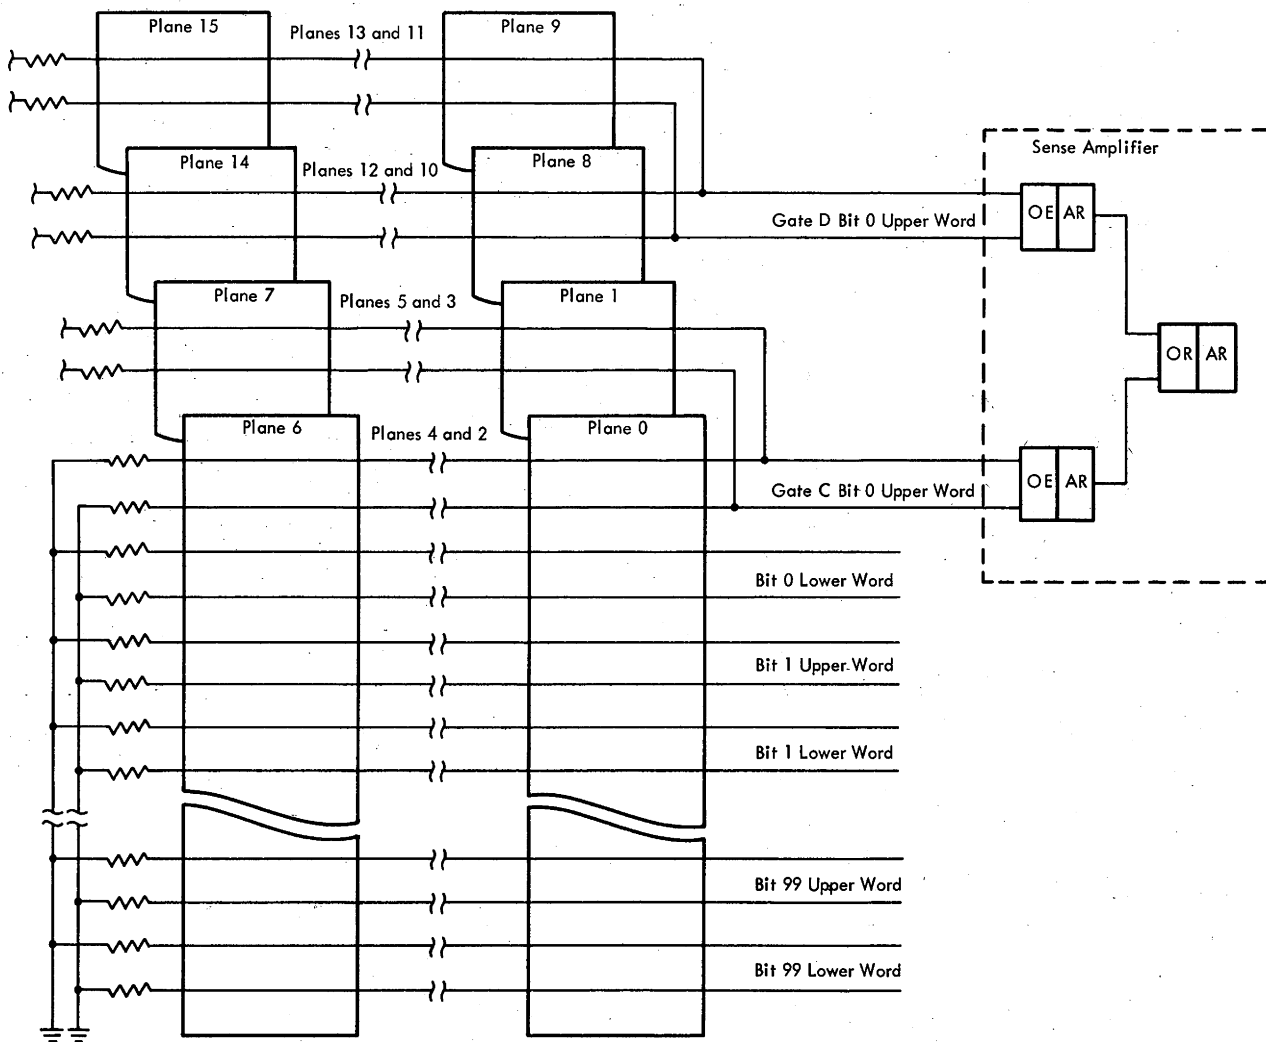 Plane 15
Planes 13 and 11
Plane 9
Sense Amplifier
Plane 14
Planes 12 and 10
Plane 8
OE AR
Gate D Bit 0 Upper Word
Plane 7
Planes 5 and 3
Plane 1
OR AR
Plane 6
Planes 4 and 2
Plane 0
OE AR
Gate C Bit 0 Upper Word
Bit 0 Lower Word
Bit 1 Upper Word
Bit 1 Lower Word
Bit 99 Upper Word
Bit 99 Lower Word